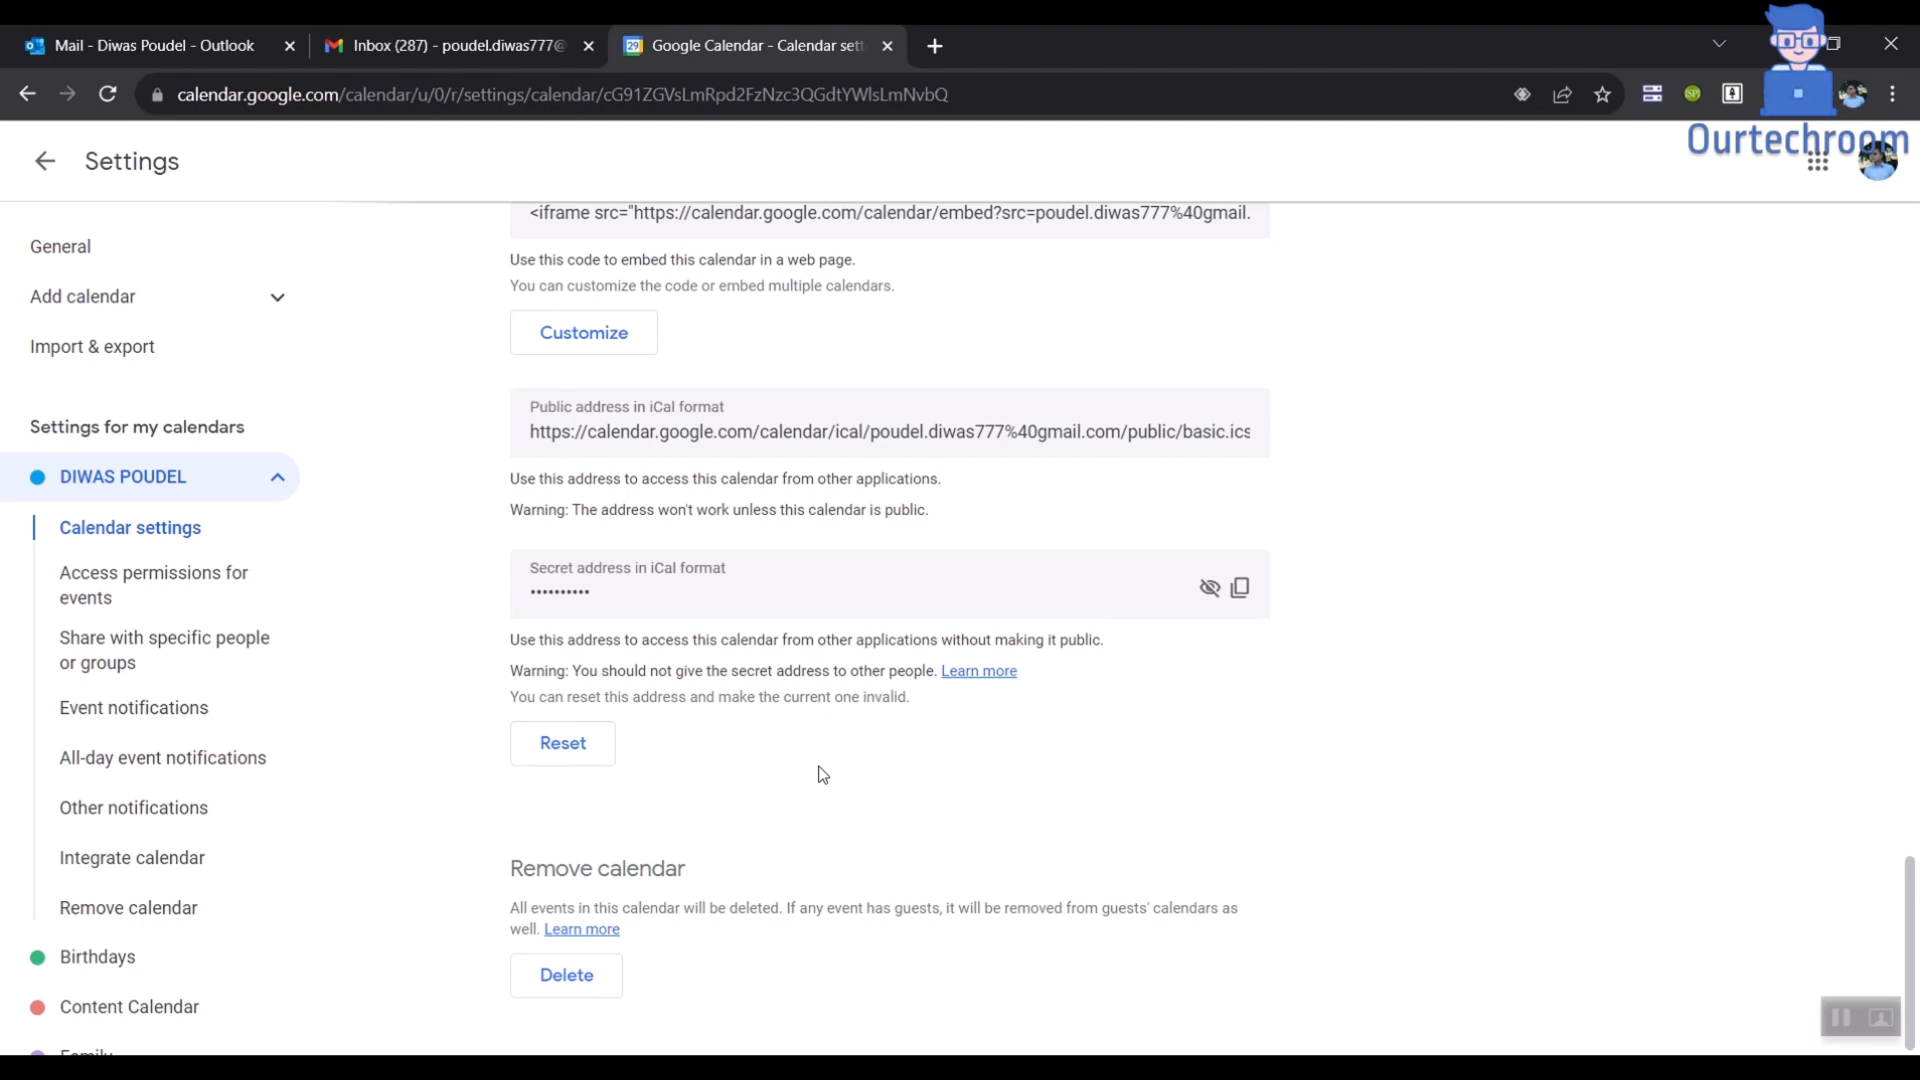 Mail - Diwas Poudel - Outlook
Inbox (287) - poudel.diwas777@
Google Calendar - Calendar sett
calendar.google.com/calendar/u/0/r/settings/calendar/cG91ZGVsLmRpd2FzNzc3QGdtYWlsLmNvbQ
Ourtechroom
Settings
<iframe src="https://calendar.google.com/calendar/embed?src=poudel.diwas777%40gmail.
Use this code to embed this calendar in a web page.
You can customize the code or embed multiple calendars.
Customize
Public address in iCal format
https://calendar.google.com/calendar/ical/poudel.diwas777%40gmail.com/public/basic.ics
Use this address to access this calendar from other applications.
Warning: The address won't work unless this calendar is public.
Secret address in iCal format
••••••••••
Use this address to access this calendar from other applications without making it public.
Warning: You should not give the secret address to other people. Learn more
You can reset this address and make the current one invalid.
Reset
Remove calendar
All events in this calendar will be deleted. If any event has guests, it will be removed from guests' calendars as
well. Learn more
Delete
General
Add calendar
Import & export
Settings for my calendars
DIWAS POUDEL
Calendar settings
Access permissions for
events
Share with specific people
or groups
Event notifications
All-day event notifications
Other notifications
Integrate calendar
Remove calendar
Birthdays
Content Calendar
Family